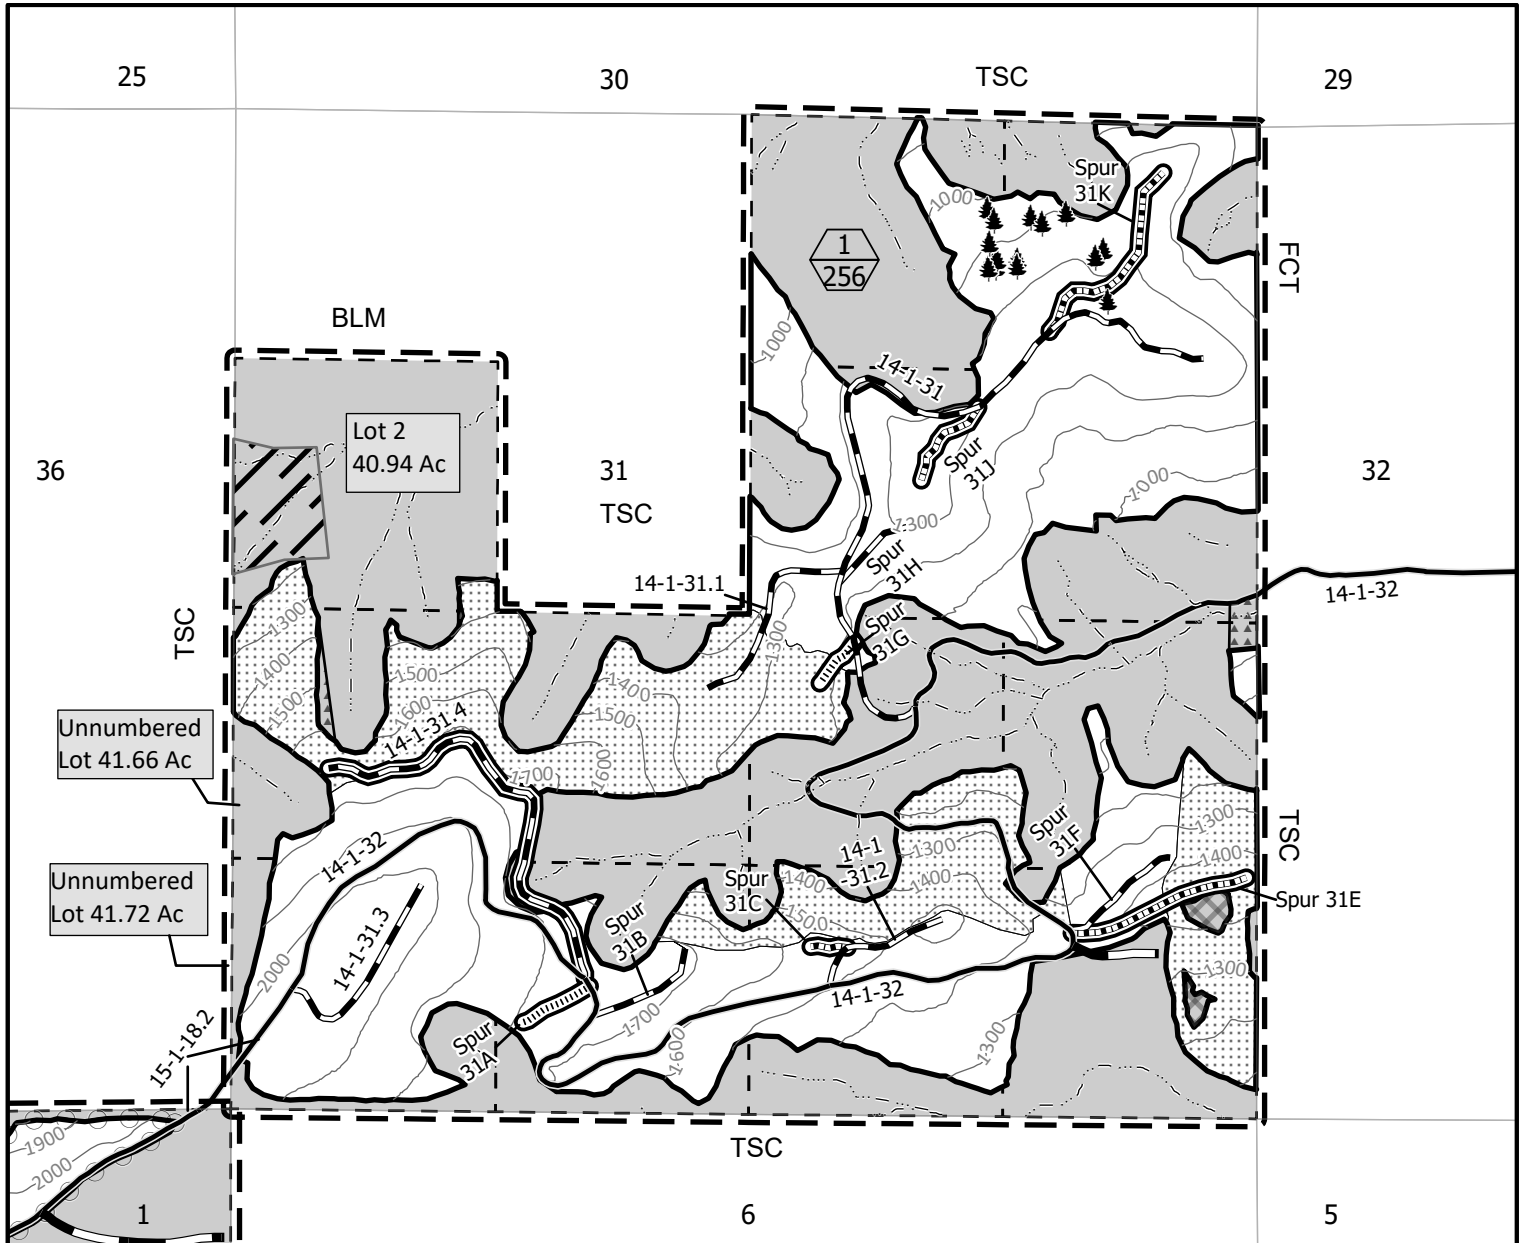 25
30
TSC
29
Spur
31K
1000
1
256
FCT
BLM
1000
14-1-31
Lot 2
40.94 Ac
36
31
TSC
Spur
31J
1000
32
1300
Spur
31H
14-1-31.1
14-1-32
1300
TSC
1300
Spur
31G
1400
1500
1500
1400
1600
1500
Unnumbered
Lot 41.66 Ac
14-1-31.4
1700
1600
1300
TSC
Spur
31F
14-1-32
14-1
-31.2
1300
1400
Unnumbered
Lot 41.72 Ac
Spur
31C
1400
1400
1500
Spur 31E
Spur
31B
14-1-31.3
2000
1300
14-1-32
1700
1600
1300
15-1-18.2
Spur
31A
1900
2000
TSC
1
6
5